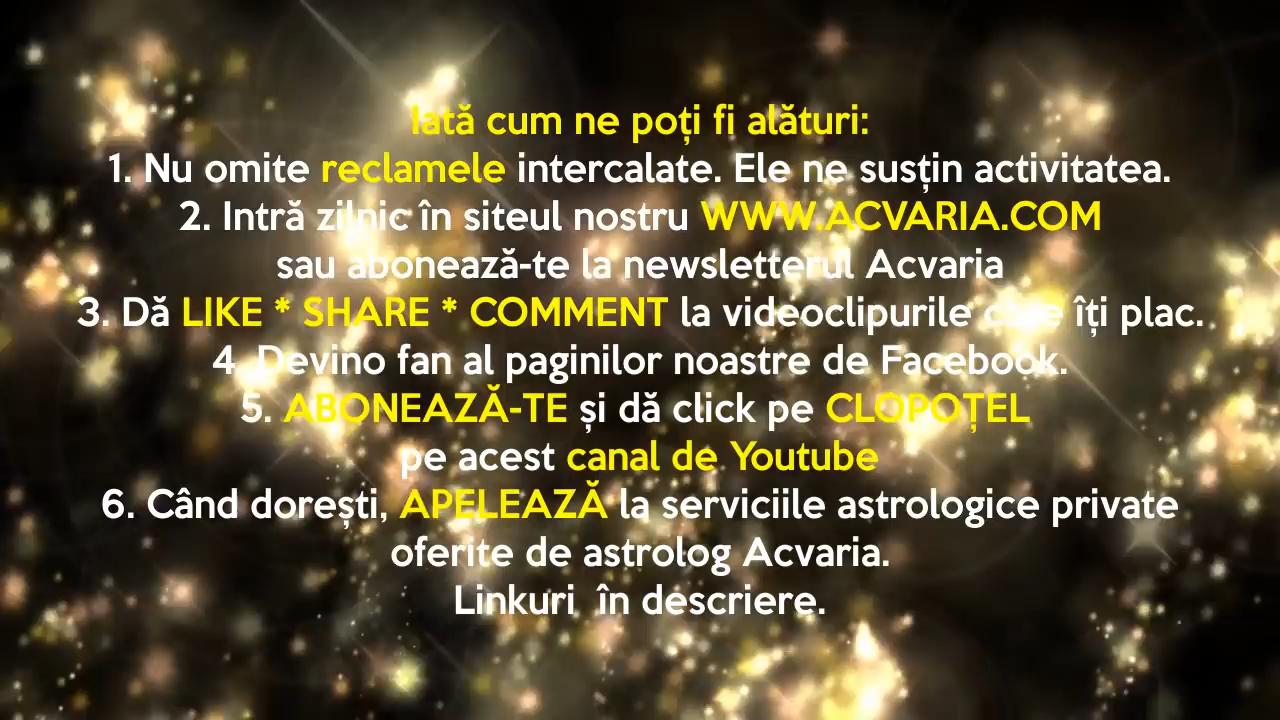 Iată cum ne poți fi alături:
1. Nu omite reclamele intercalate. Ele ne susțin activitatea.
2. Intră zilnic în siteul nostru WWW.ACVARIA.COM
sau abonează-te la newsletterul Acvaria
3. Dă LIKE * SHARE * COMMENT la videoclipurile care îți plac.
4. Devino fan al paginilor noastre de Facebook.
5. ABONEAZĂ-TE și dă click pe CLOPOȚEL
pe acest canal de Youtube
6. Când dorești, APELEAZĂ la serviciile astrologice private
oferite de astrolog Acvaria.
Linkuri în descriere.